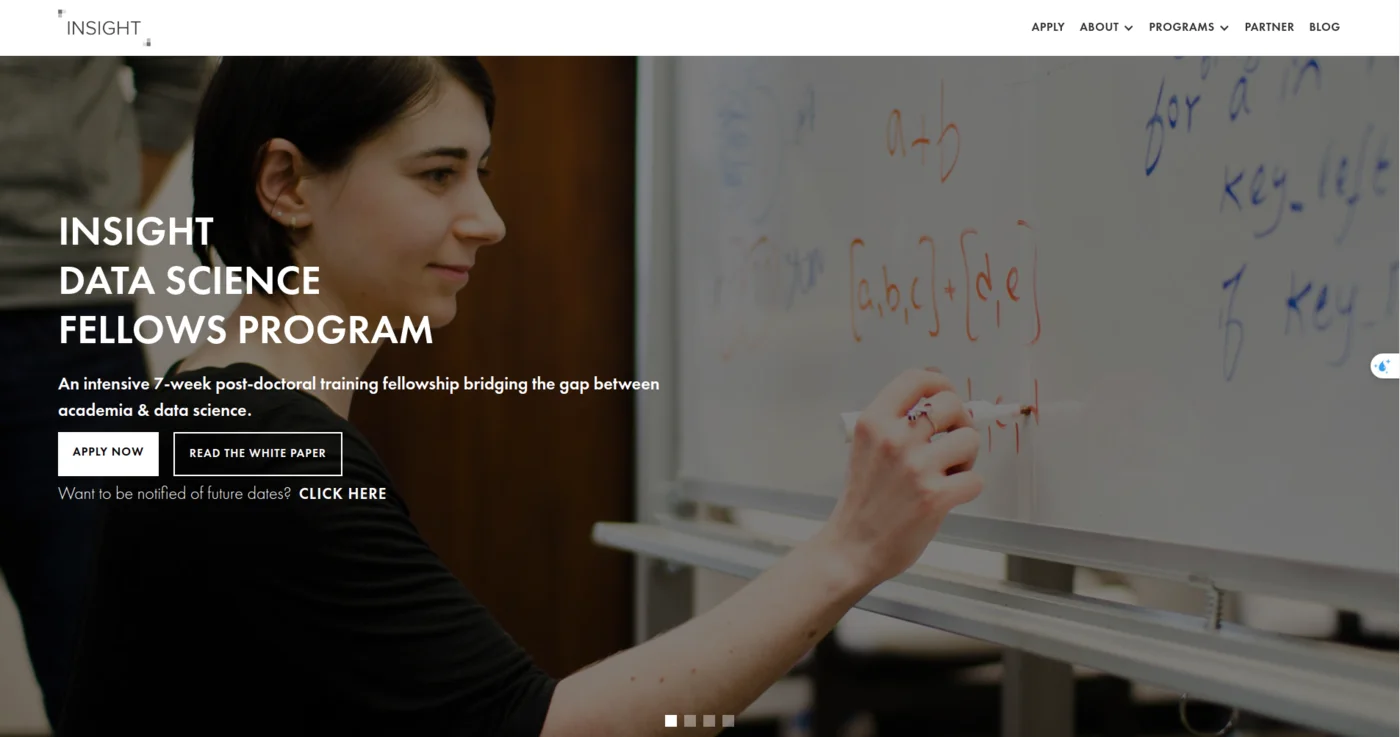 INSIGHT
APPLY ABOUT PROGRAMS PARTNER BLOG
INSIGHT
DATA SCIENCE
FELLOWS PROGRAM
An intensive 7-week post-doctoral training fellowship bridging the gap between
academia & data science.
APPLY NOW READ THE WHITE PAPER
Want to be notified of future dates? CLICK HERE
a+b
[a,b,c]+[d,e]
for a in
key_left
if key_